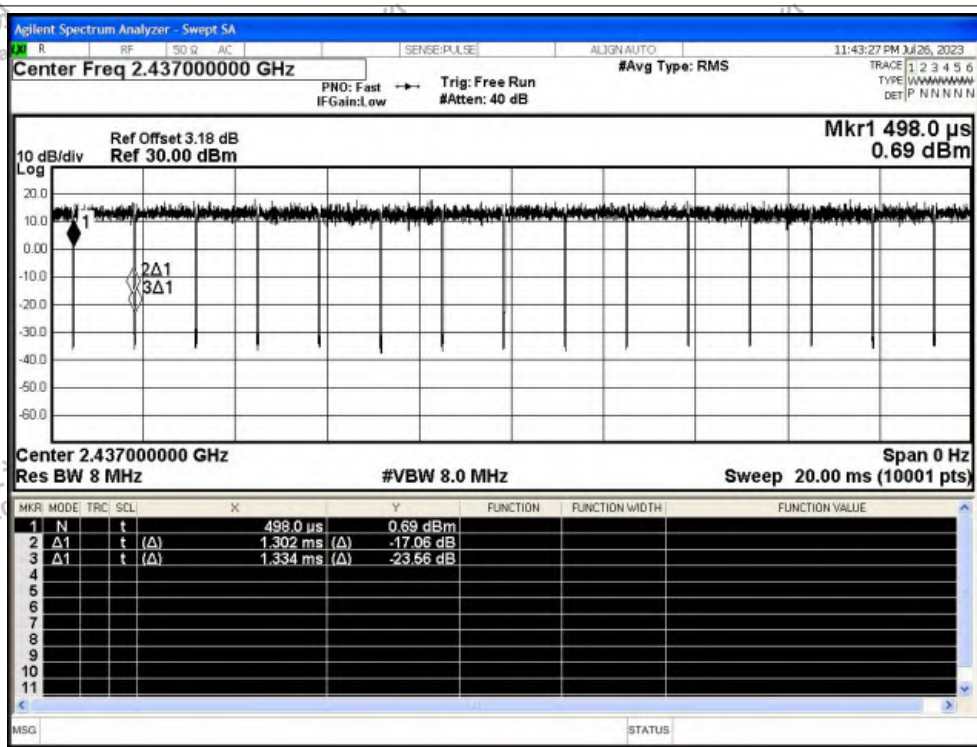 Agilent Spectrum Analyzer - Swept SA
LXI R RF 50 Ω AC SENSE:PULSE ALIGN AUTO 11:43:27 PM Jul 26, 2023
Center Freq 2.437000000 GHz #Avg Type: RMS TRACE 1 2 3 4 5 6
PNO: Fast Trig: Free Run TYPE WWWWWW
IFGain:Low #Atten: 40 dB DET P N N N N N
Mkr1 498.0 µs
Ref Offset 3.18 dB
10 dB/div Ref 30.00 dBm 0.69 dBm
Log
20.0
10.0
1
0.00
-10.0
2Δ1
3Δ1
-20.0
-30.0
-40.0
-50.0
-60.0
Center 2.437000000 GHz Span 0 Hz
Res BW 8 MHz #VBW 8.0 MHz Sweep 20.00 ms (10001 pts)
MKR MODE TRC SCL X Y FUNCTION FUNCTION WIDTH FUNCTION VALUE
1 N t 498.0 µs 0.69 dBm
2 Δ1 t (Δ) 1.302 ms (Δ) -17.06 dB
3 Δ1 t (Δ) 1.334 ms (Δ) -23.56 dB
4
5
6
7
8
9
10
11
MSG STATUS